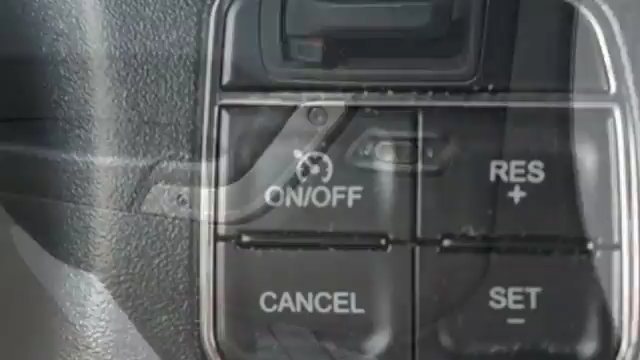 ON/OFF
RES
+
CANCEL
SET
-